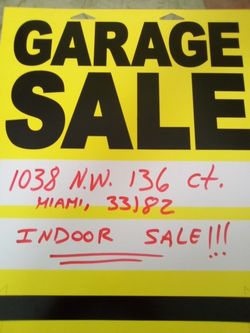 GARAGE
SALE
1038 N.W. 136 ct.
MIAMI, 33182
INDOOR SALE!!!